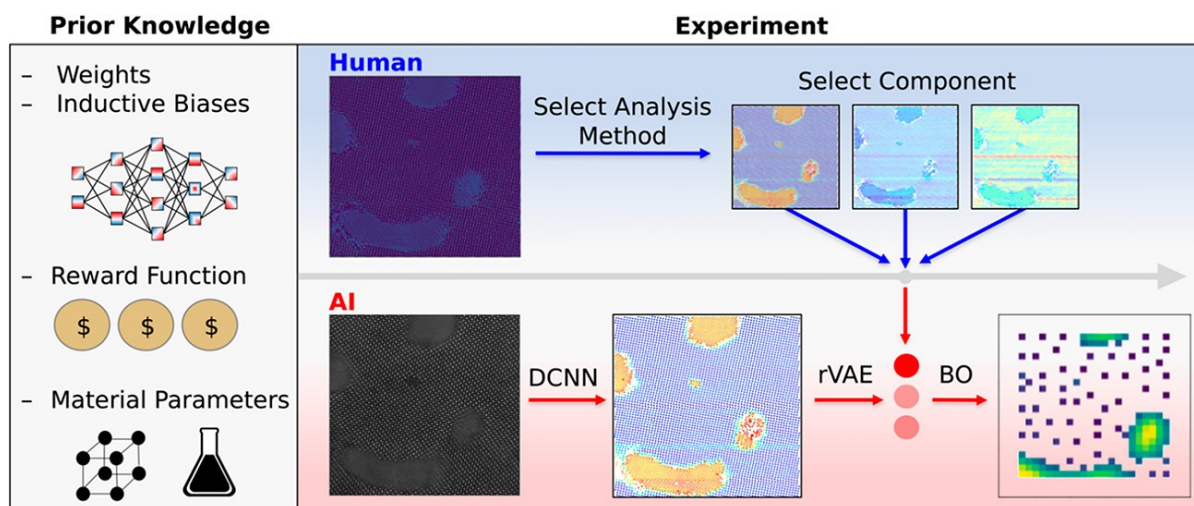 Prior Knowledge
Experiment
– Weights
– Inductive Biases
– Reward Function
$ $ $
– Material Parameters
Human
Select Analysis
Method
Select Component
AI
DCNN
rVAE
BO